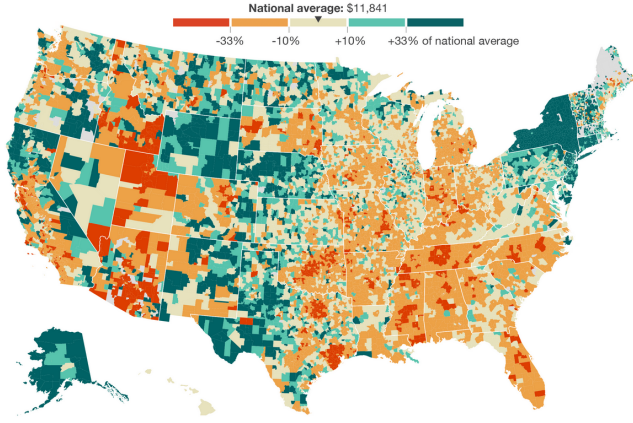 National average: $11,841
-33% -10% +10% +33% of national average